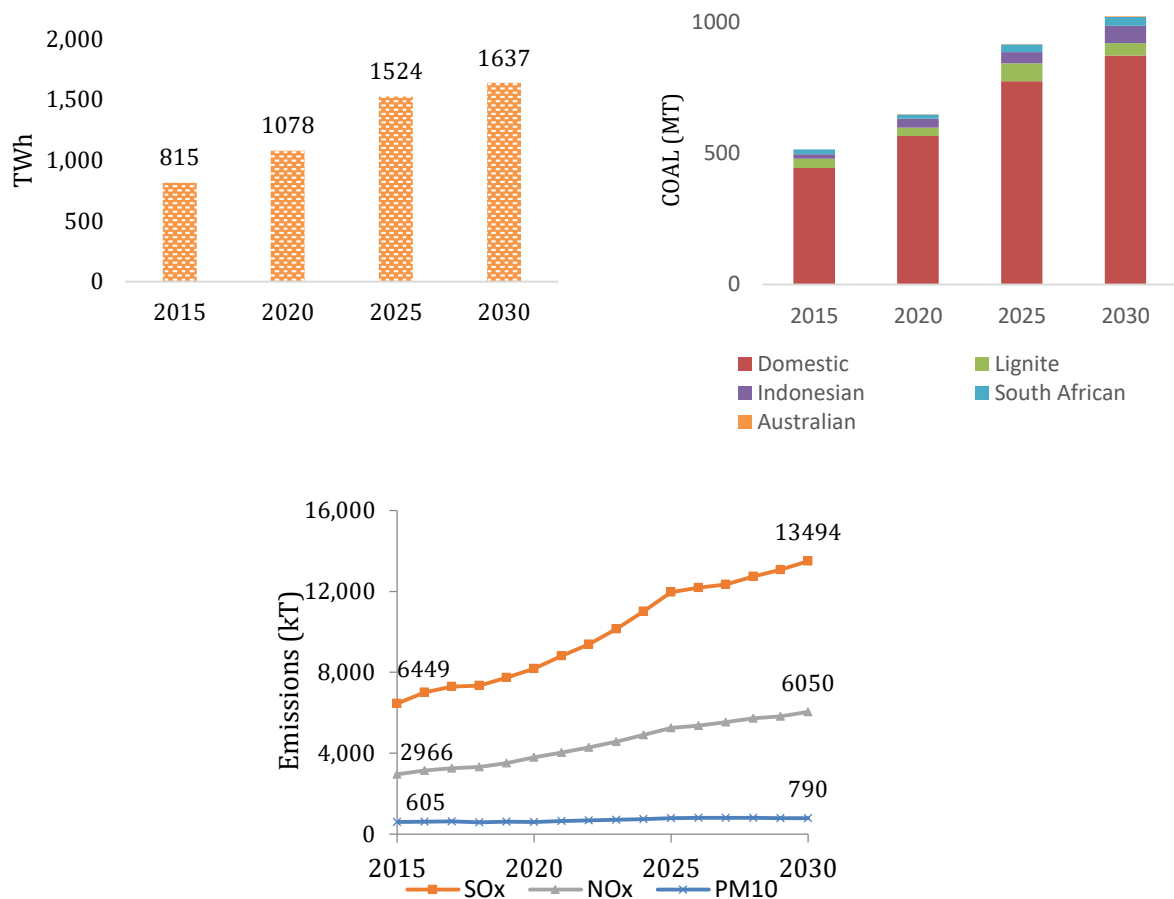 TWh
2,000
1,500
1,000
500
0
815
1078
1524
1637
2015 2020 2025 2030
COAL (MT)
1000
500
0
2015 2020 2025 2030
Domestic Lignite
Indonesian South African
Australian
Emissions (kT)
16,000
12,000
8,000
4,000
0
13494
6449
6050
2966
790
605
2015 2020 2025 2030
SOx NOx PM10